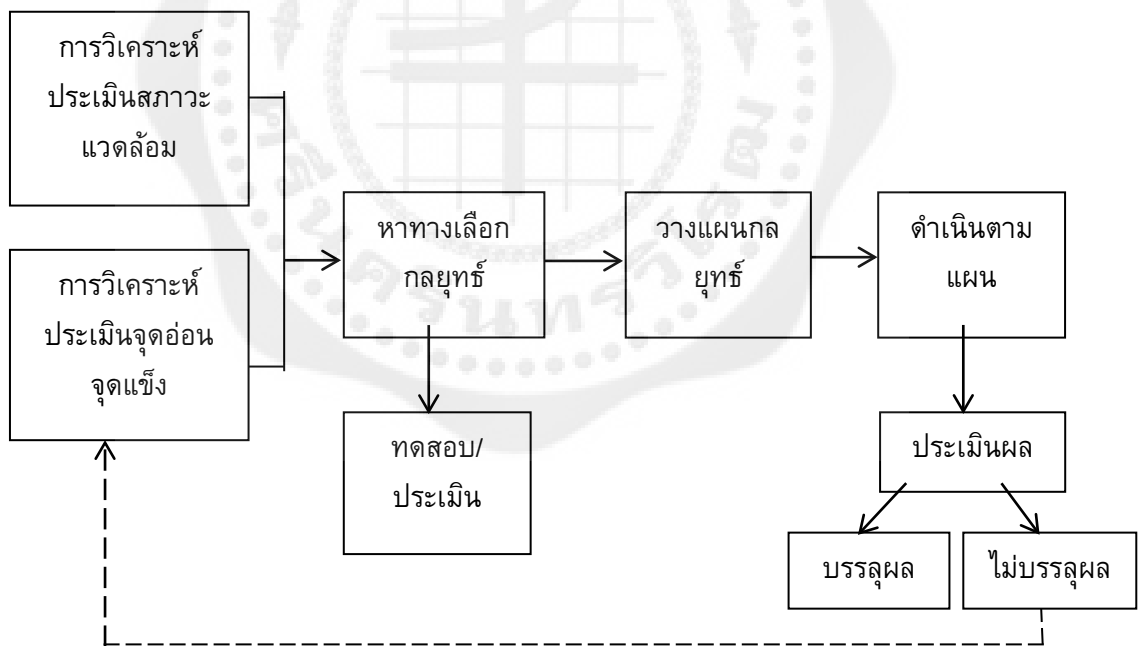 การวิเคราะห์
ประเมินสภาวะ
แวดล้อม
การวิเคราะห์
ประเมินจุดอ่อน
จุดแข็ง
หาทางเลือก
กลยุทธ์
วางแผนกล
ยุทธ์
ดำเนินตาม
แผน
ทดสอบ/
ประเมิน
ประเมินผล
บรรลุผล
ไม่บรรลุผล